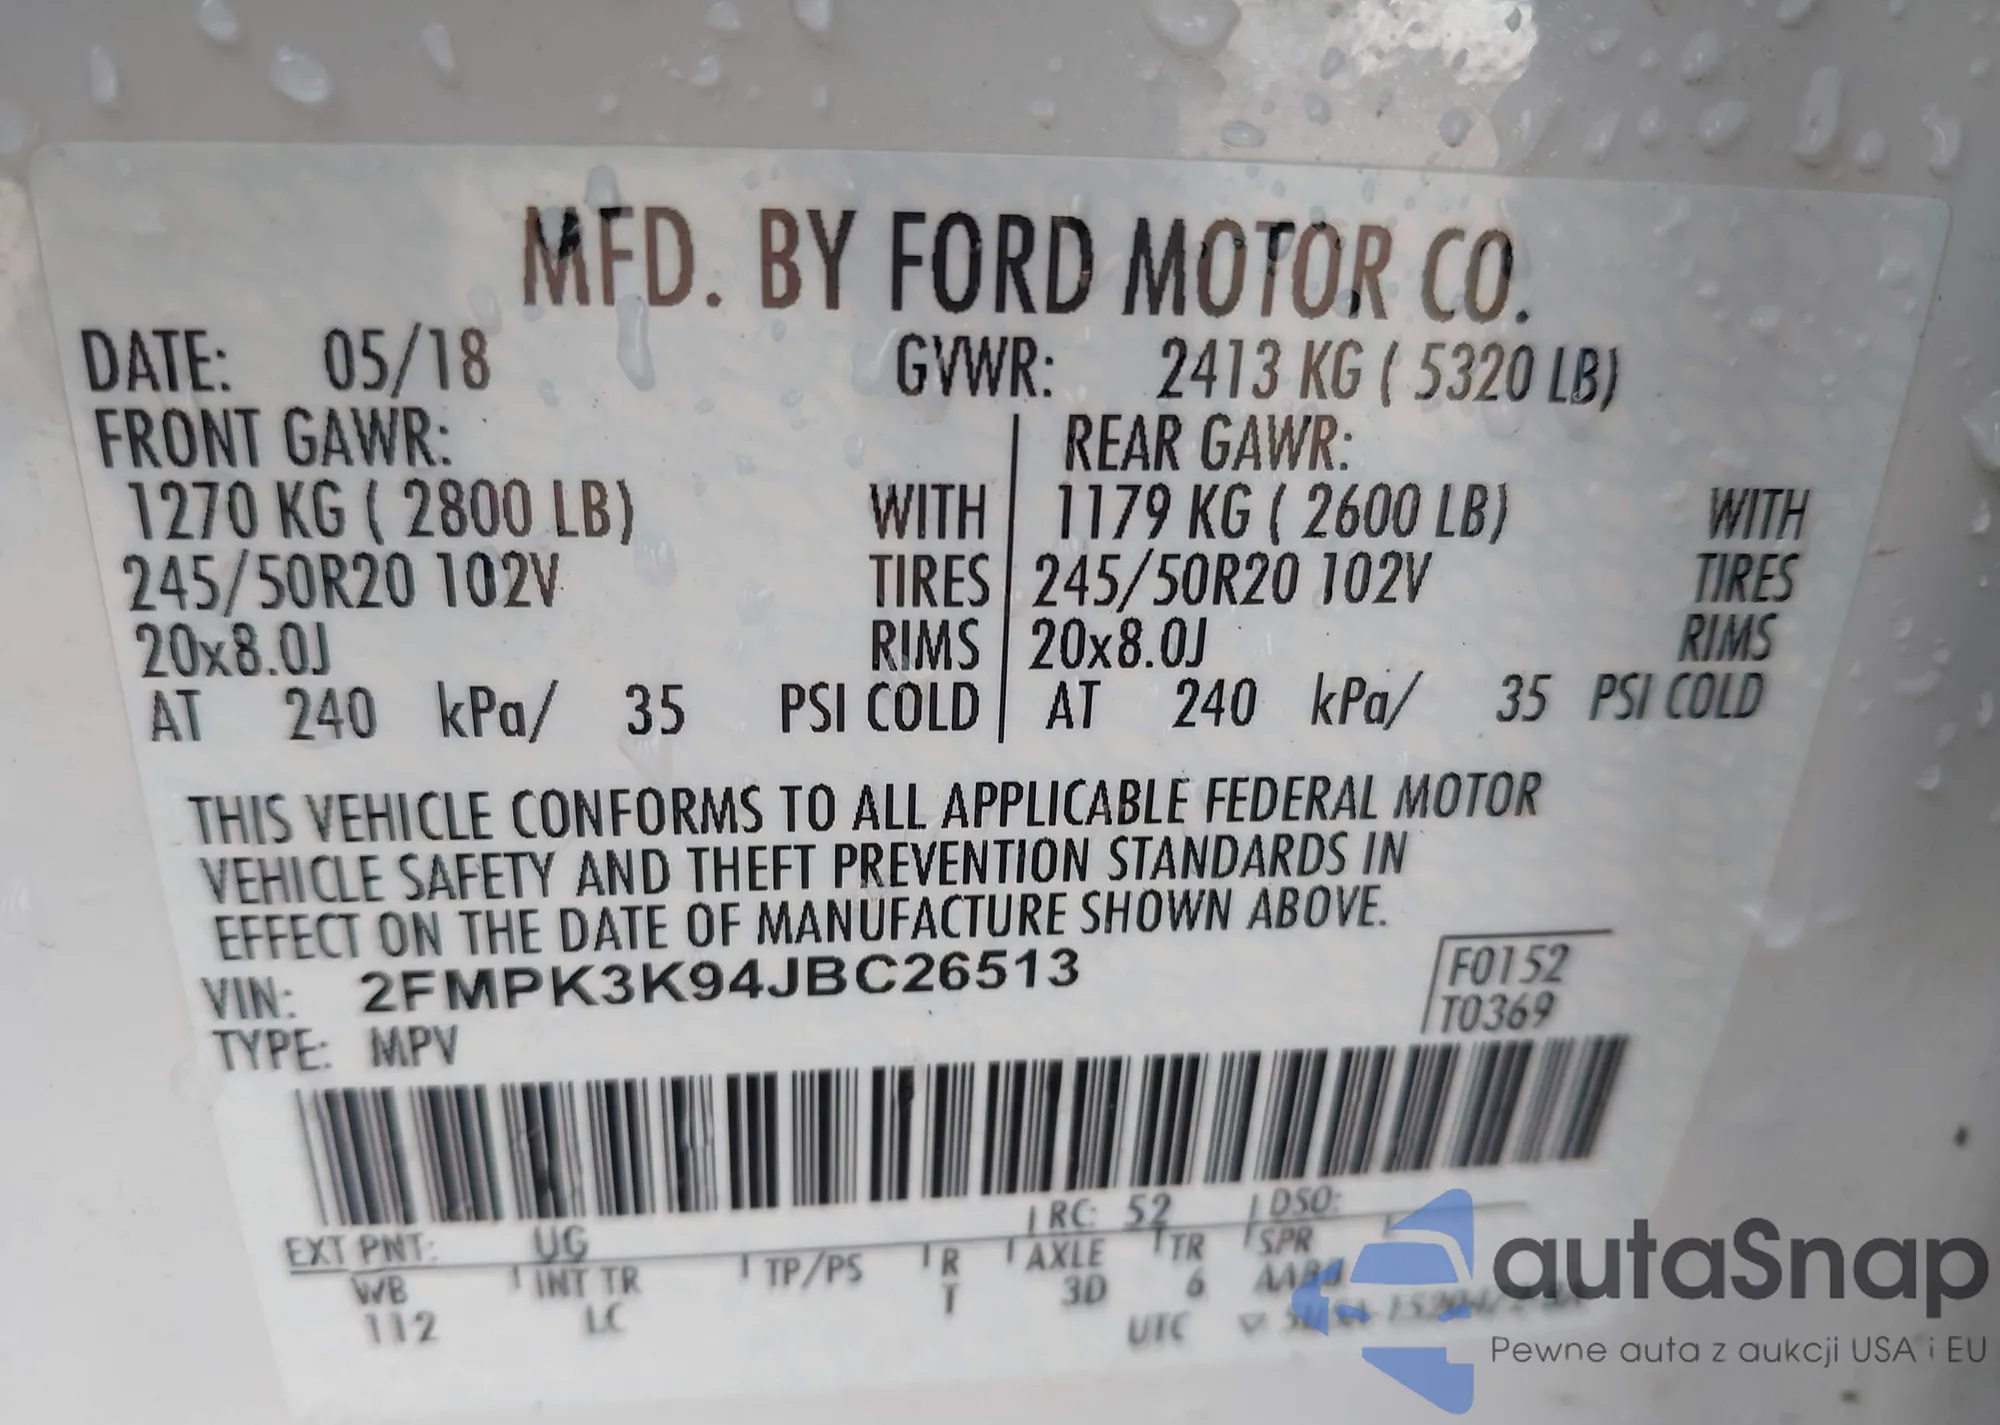 MFD. BY FORD MOTOR CO.
DATE: 05/18 GVWR: 2413 KG ( 5320 LB)
FRONT GAWR: REAR GAWR:
1270 KG ( 2800 LB) WITH 1179 KG ( 2600 LB) WITH
245/50R20 102V TIRES 245/50R20 102V TIRES
20x8.0J RIMS 20x8.0J RIMS
AT 240 kPa/ 35 PSI COLD AT 240 kPa/ 35 PSI COLD
THIS VEHICLE CONFORMS TO ALL APPLICABLE FEDERAL MOTOR
VEHICLE SAFETY AND THEFT PREVENTION STANDARDS IN
EFFECT ON THE DATE OF MANUFACTURE SHOWN ABOVE.
VIN: 2FMPK3K94JBC26513
TYPE: MPV
F0152
T0369
EXT PNT: UG RC: 52 DSO:
WB INT TR TP/PS R AXLE TR SPR
112 LC T 3D 6
UTC
autaSnap
Pewne auta z aukcji USA i EU